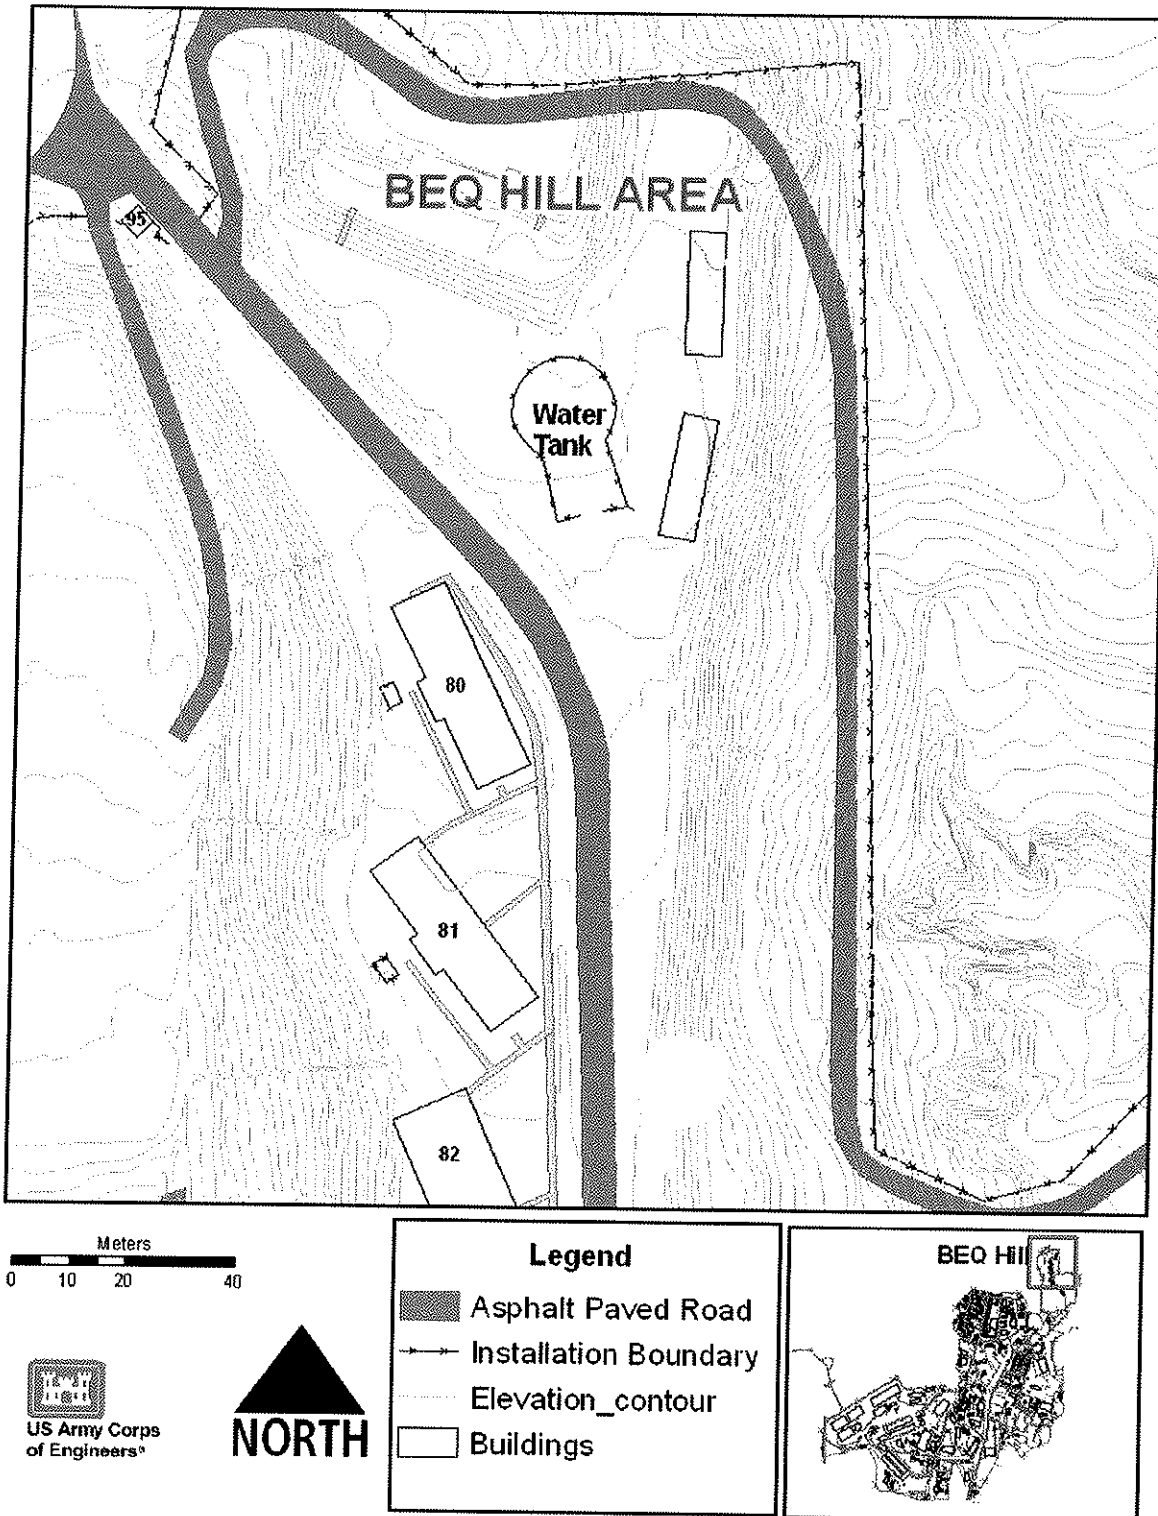 BEQ HILL AREA
95
Water
Tank
80
81
82
Meters
0 10 20 40
US Army Corps
of Engineers®
NORTH
Legend
Asphalt Paved Road
Installation Boundary
Elevation_contour
Buildings
BEQ Hill